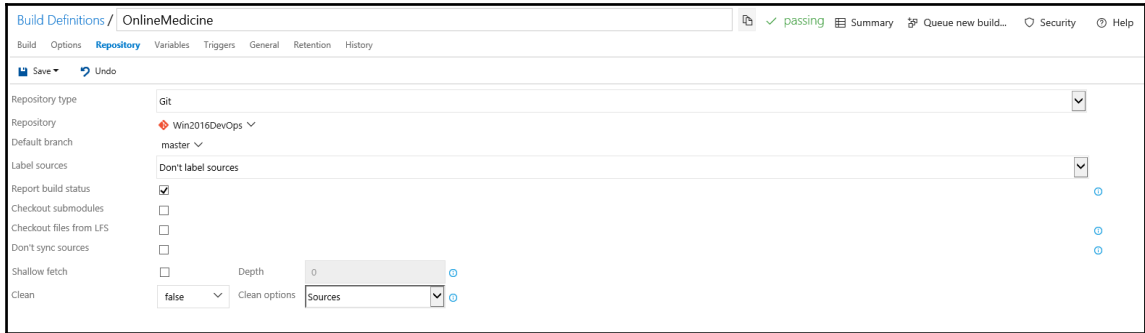 Build Definitions / OnlineMedicine passing Summary Queue new build... Security Help
Build Options Repository Variables Triggers General Retention History
Save Undo
Repository type Git
Repository Win2016DevOps
Default branch master
Label sources Don't label sources
Report build status
Checkout submodules
Checkout files from LFS
Don't sync sources
Shallow fetch Depth 0
Clean false Clean options Sources